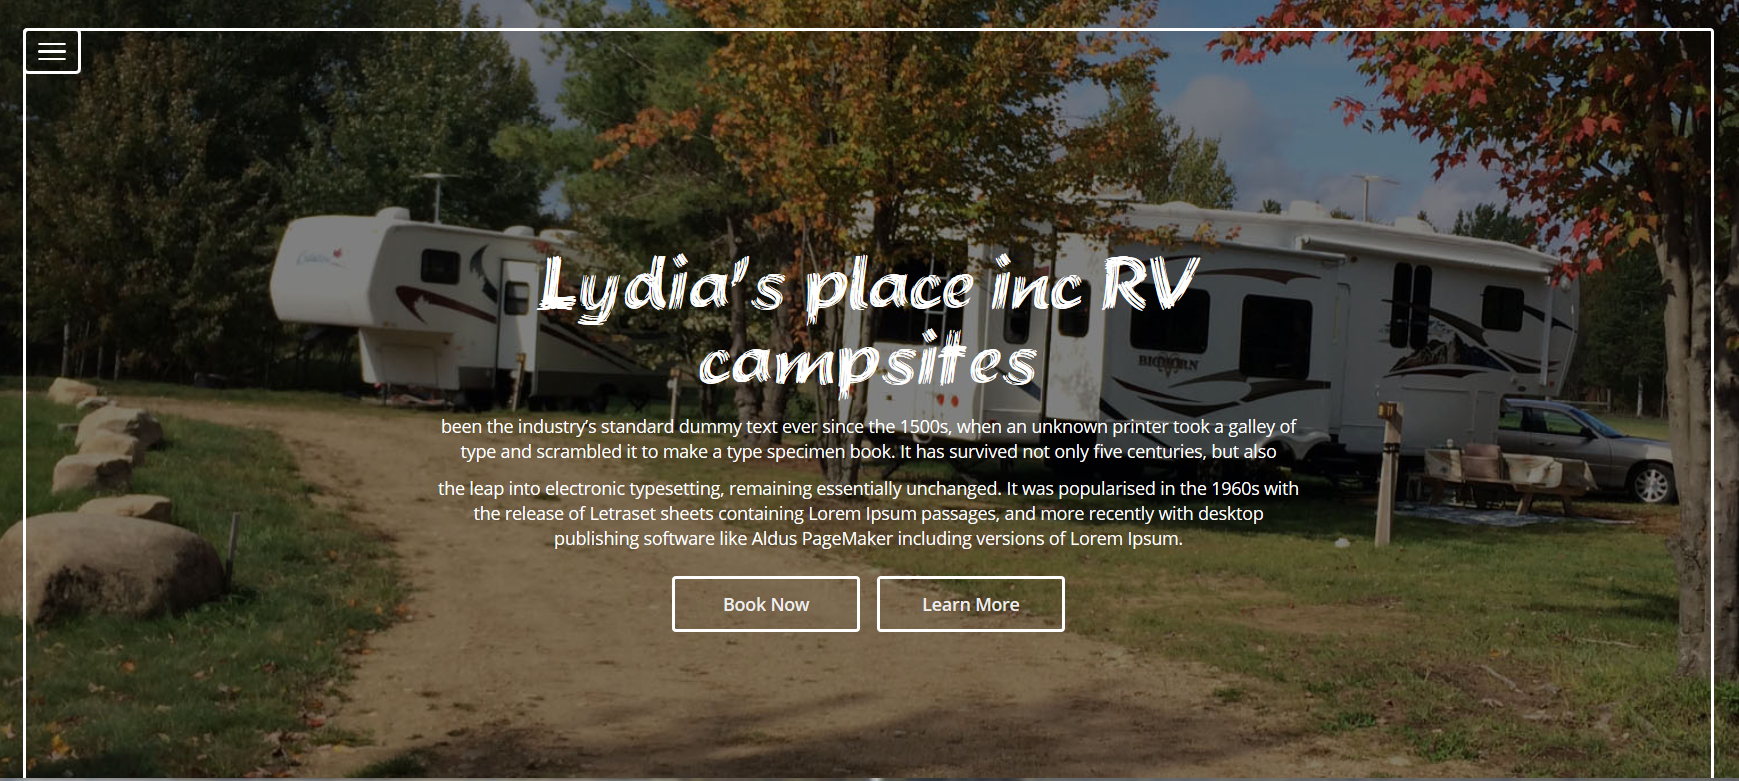 Lydia's place inc RV
campsites
BIGHORN
been the industry’s standard dummy text ever since the 1500s, when an unknown printer took a galley of
type and scrambled it to make a type specimen book. It has survived not only five centuries, but also
the leap into electronic typesetting, remaining essentially unchanged. It was popularised in the 1960s with
the release of Letraset sheets containing Lorem Ipsum passages, and more recently with desktop
publishing software like Aldus PageMaker including versions of Lorem Ipsum.
Book Now
Learn More